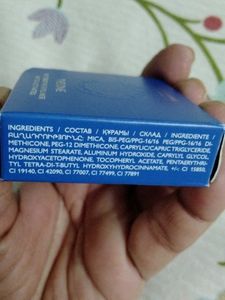 INGREDIENTS / СОСТАВ / ҚҰРАМЫ / СКЛАД / INGREDIENTE /
ԲԱՂԱԴՐՈՒԹՅՈՒՆԸ: MICA, BIS-PEG/PPG-16/16 PEG/PPG-16/16 DI-
METHICONE, PEG-12 DIMETHICONE, CAPRYLIC/CAPRIC TRIGLYCERIDE,
MAGNESIUM STEARATE, ALUMINUM HYDROXIDE, CAPRYLYL GLYCOL,
HYDROXYACETOPHENONE, TOCOPHERYL ACETATE, PENTAERYTHRI-
TYL TETRA-DI-T-BUTYL HYDROXYHYDROCINNAMATE, +/- CI 15850,
CI 19140, CI 42090, CI 77007, CI 77499, CI 77891